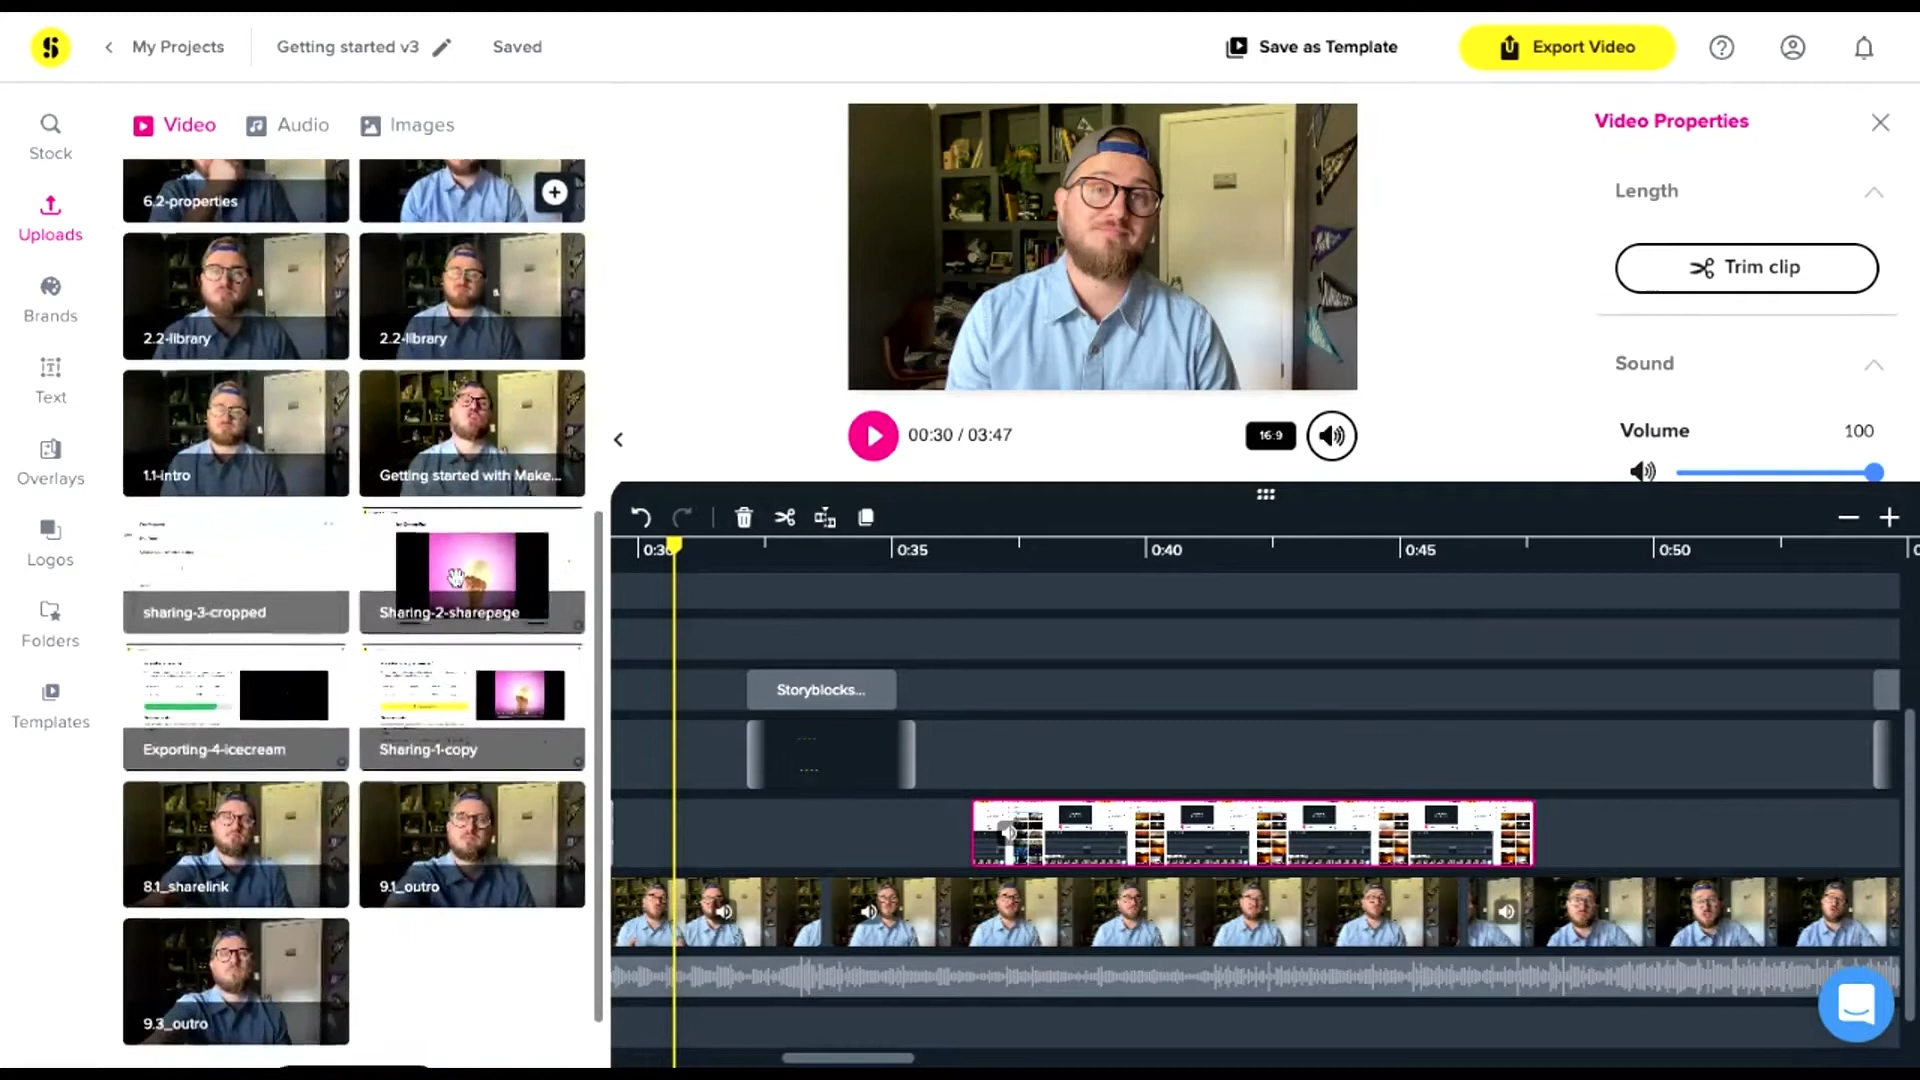 My Projects
Getting started v3
Saved
Save as Template
Export Video
Video
Audio
Images
Stock
Uploads
Brands
Text
Overlays
Logos
Folders
Templates
6.2-properties
2.2-library
2.2-library
1.1-intro
Getting started with Make...
sharing-3-cropped
Sharing-2-sharepage
Exporting-4-icecream
Sharing-1-copy
8.1_sharelink
9.1_outro
9.3_outro
00:30 / 03:47
16:9
Video Properties
Length
Trim clip
Sound
Volume
100
0:30
0:35
0:40
0:45
0:50
Storyblocks...